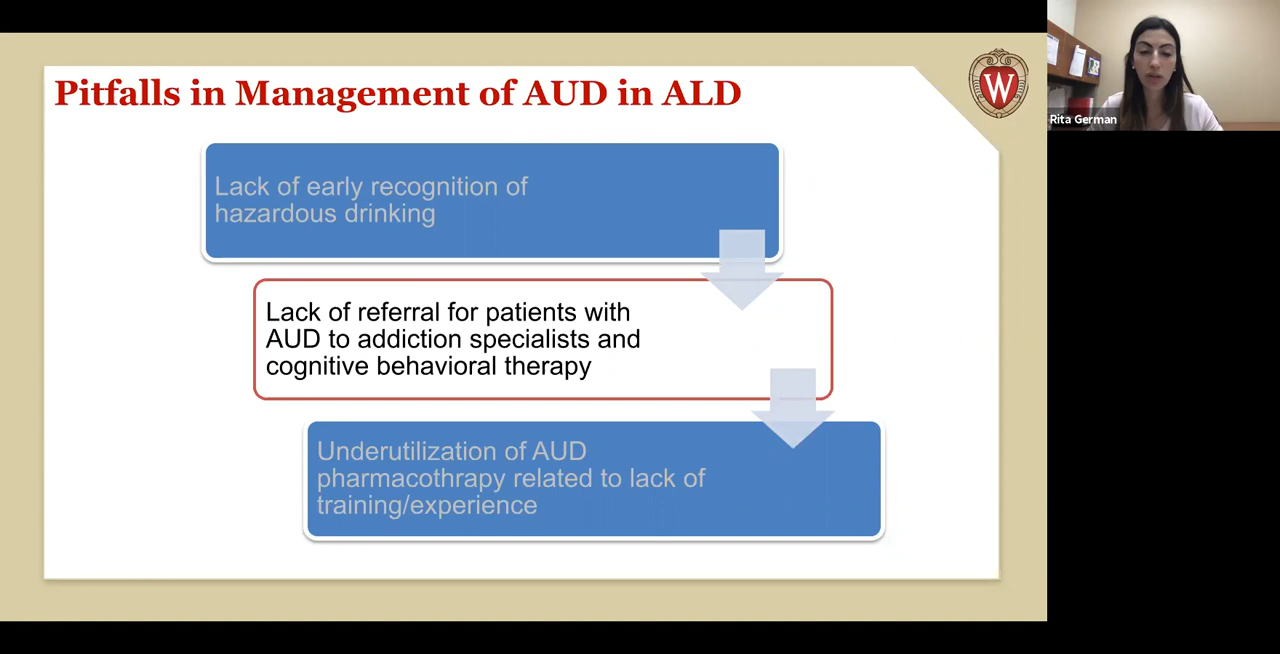 Pitfalls in Management of AUD in ALD
W
Rita German
Lack of early recognition of
hazardous drinking
Lack of referral for patients with
AUD to addiction specialists and
cognitive behavioral therapy
Underutilization of AUD
pharmacothrapy related to lack of
training/experience